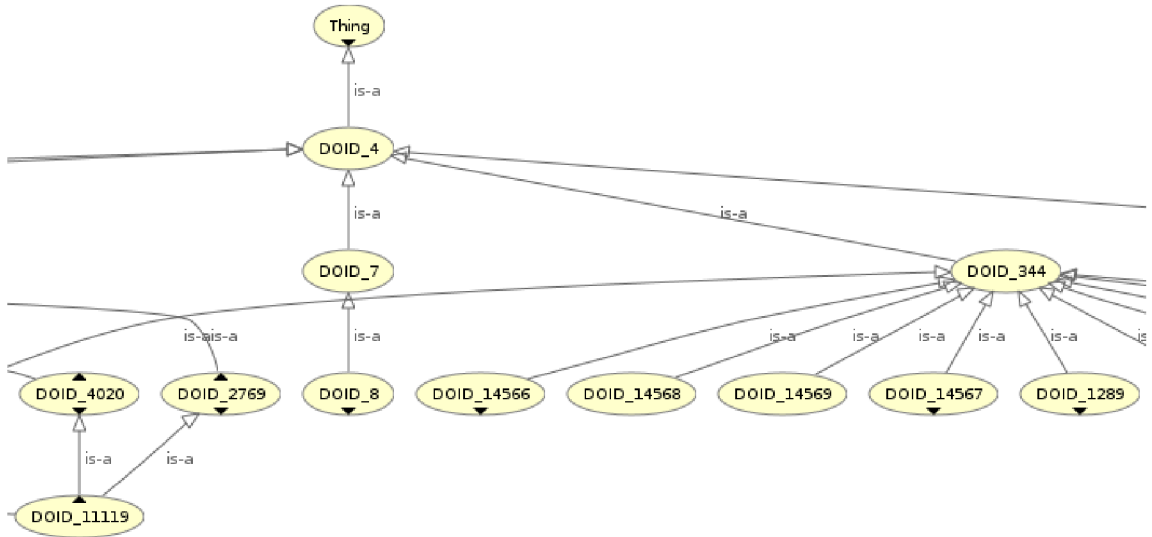 Thing
is-a
DOID_4
is-a
is-a
DOID_7
DOID_344
is-a
is-a
is-a
is-a
is-a
is-a
is-a
is-a
DOID_4020
DOID_2769
DOID_8
DOID_14566
DOID_14568
DOID_14569
DOID_14567
DOID_1289
is-a
is-a
DOID_11119